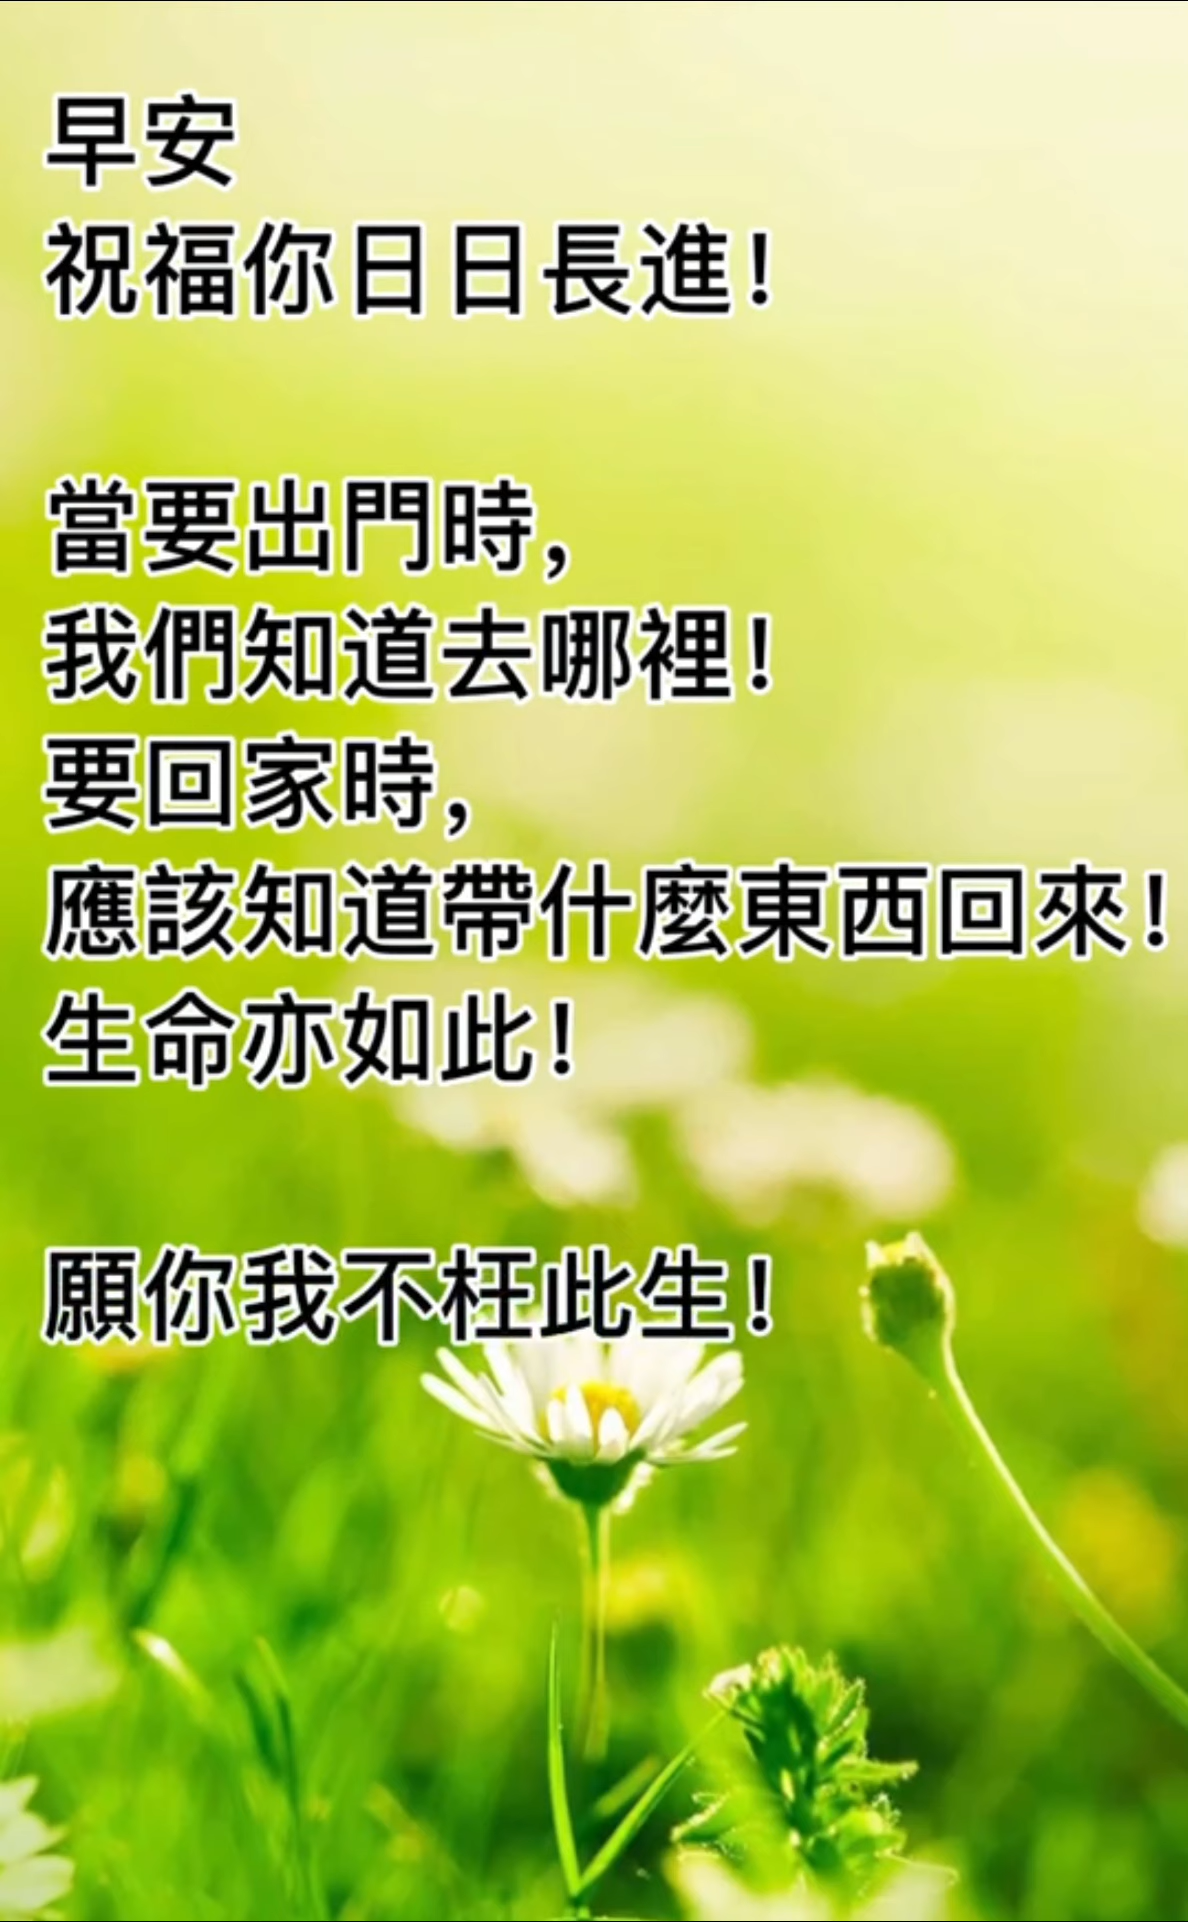 早安
祝福你日日長進!
當要出門時,
我們知道去哪裡!
要回家時,
應該知道帶什麼東西回來!
生命亦如此!
願你我不枉此生!